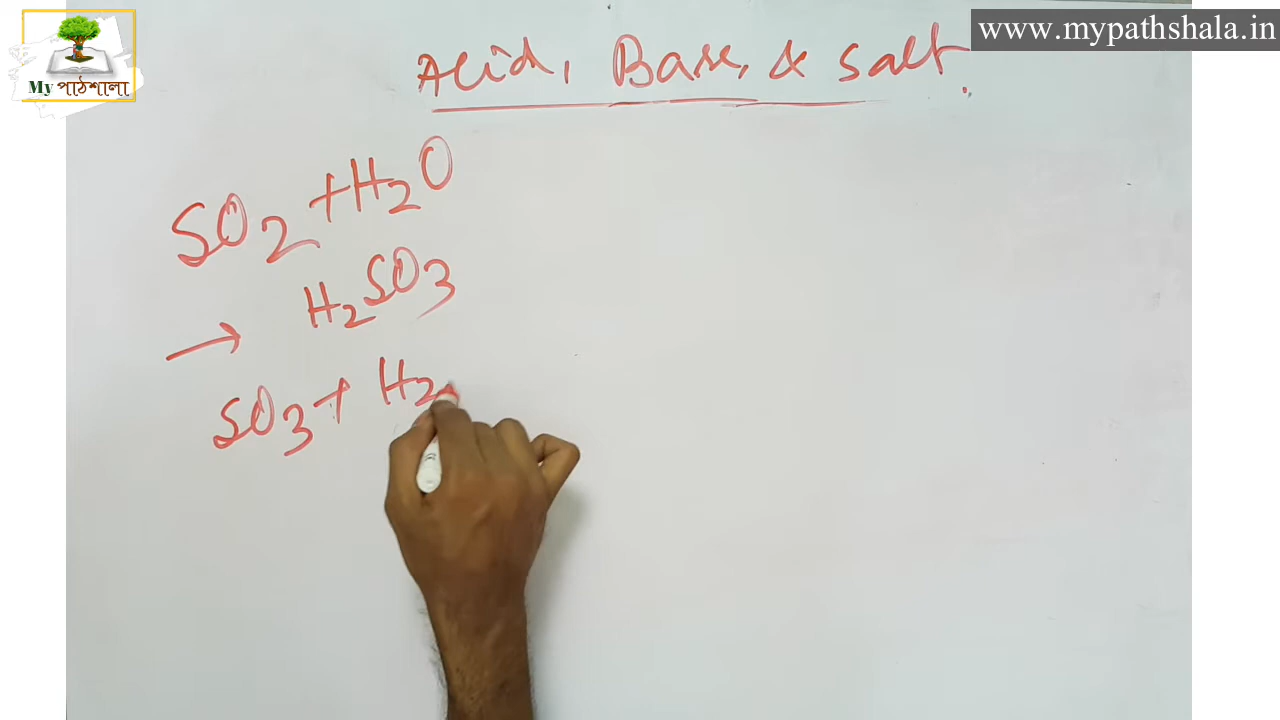 www.mypathshala.in
My পাঠশালা
Acid, Base, & Salt.
SO2 + H2O
→ H2SO3
SO3 + H2